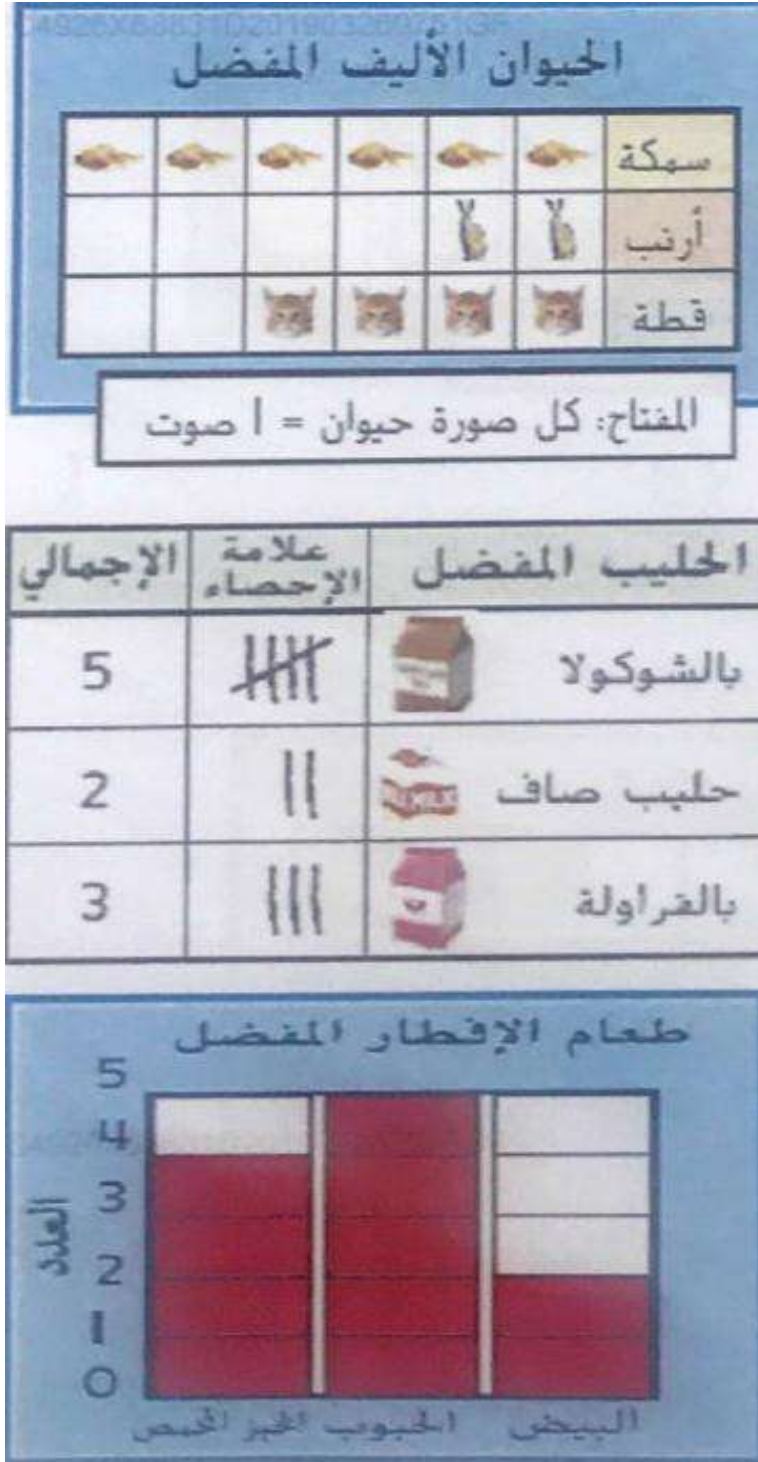 الحيوان الأليف المفضل
سمكة
أرنب
قطة
المفتاح: كل صورة حيوان = ا صوت
الحليب المفضل علامة الإحصاء الإجمالي
بالشوكولا 5
حليب صاف 2
بالفراولة 3
طعام الإفطار المفضل
العدد
5
4
3
2
1
0
الخبز المحمص الحبوب البيض